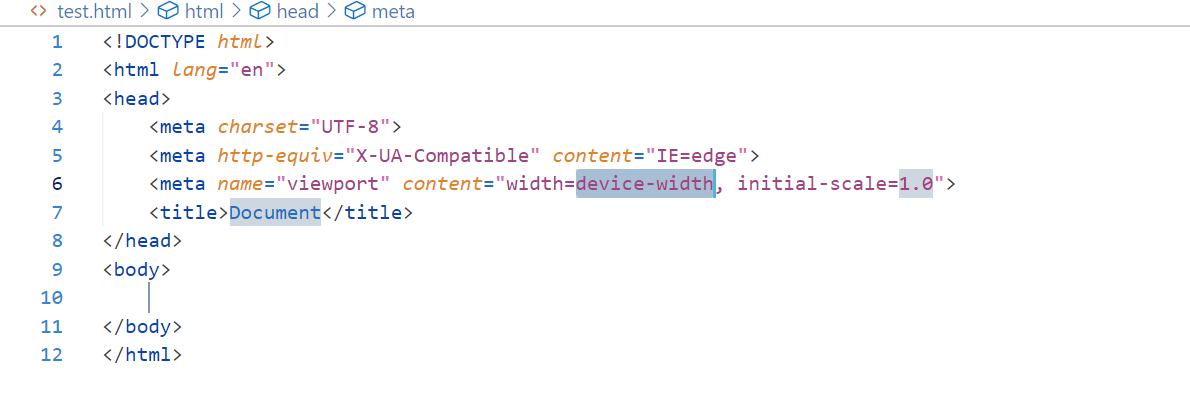 test.html > html > head > meta
1 <!DOCTYPE html>
2 <html lang="en">
3 <head>
4     <meta charset="UTF-8">
5     <meta http-equiv="X-UA-Compatible" content="IE=edge">
6     <meta name="viewport" content="width=device-width, initial-scale=1.0">
7     <title>Document</title>
8 </head>
9 <body>
10
11 </body>
12 </html>